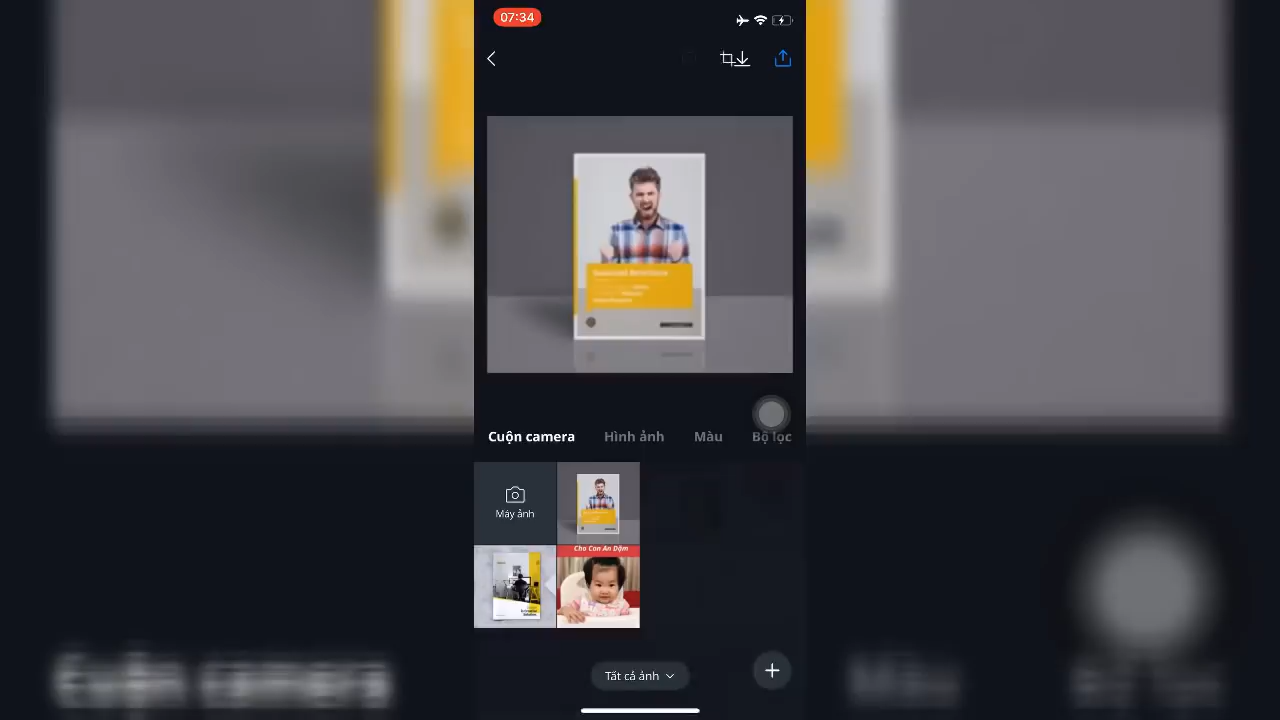 07:34
Cuộn camera
Hình ảnh
Màu
Bộ lọc
Máy ảnh
Cho Con Ăn Dặm
Tất cả ảnh